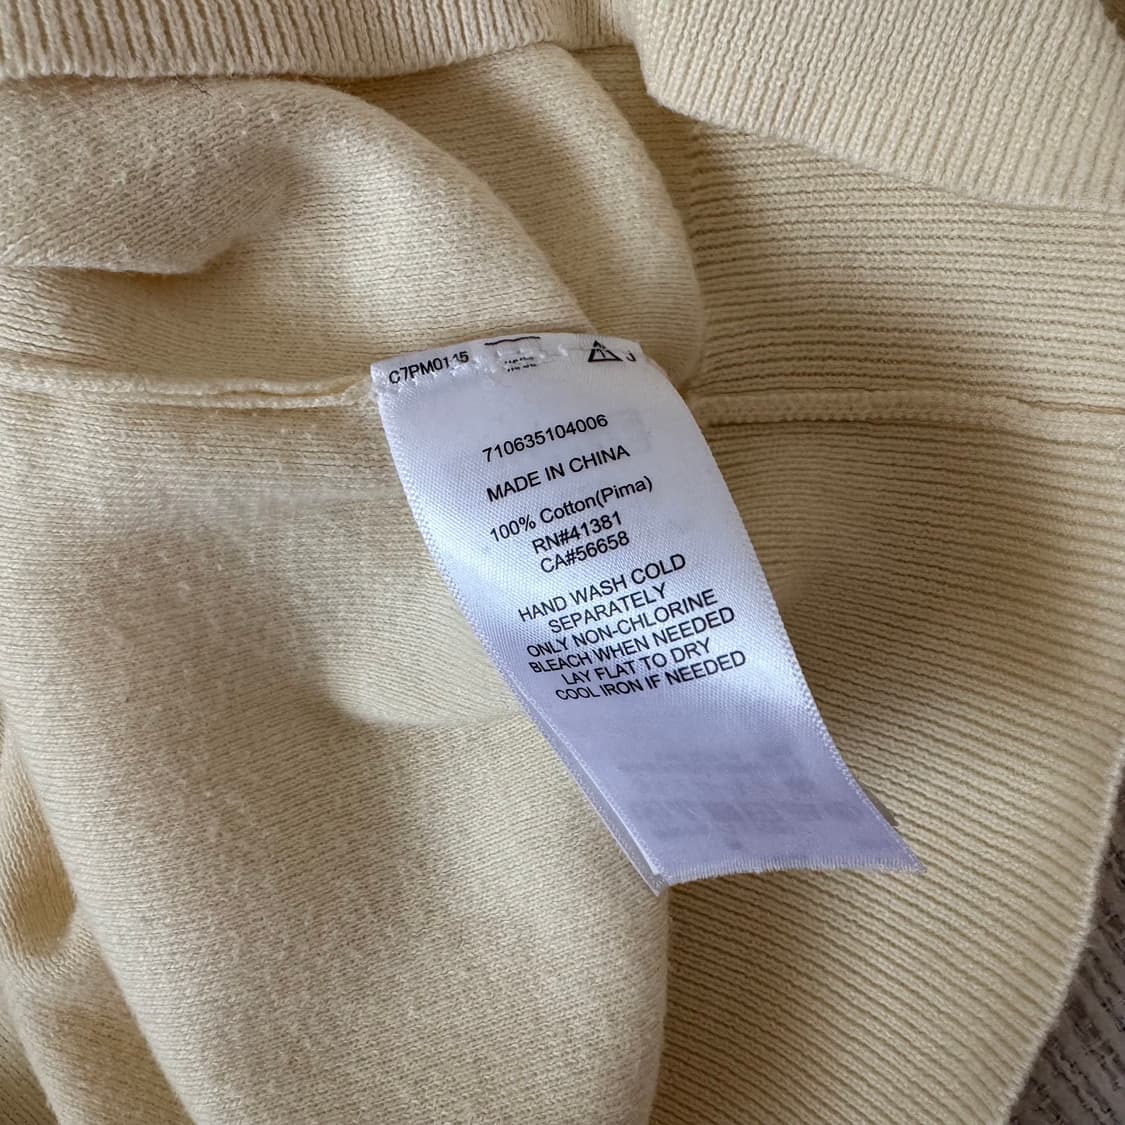 C7PM0115
J
710635104006
MADE IN CHINA
100% Cotton(Pima)
RN#41381
CA#56658
HAND WASH COLD
SEPARATELY
ONLY NON-CHLORINE
BLEACH WHEN NEEDED
LAY FLAT TO DRY
COOL IRON IF NEEDED